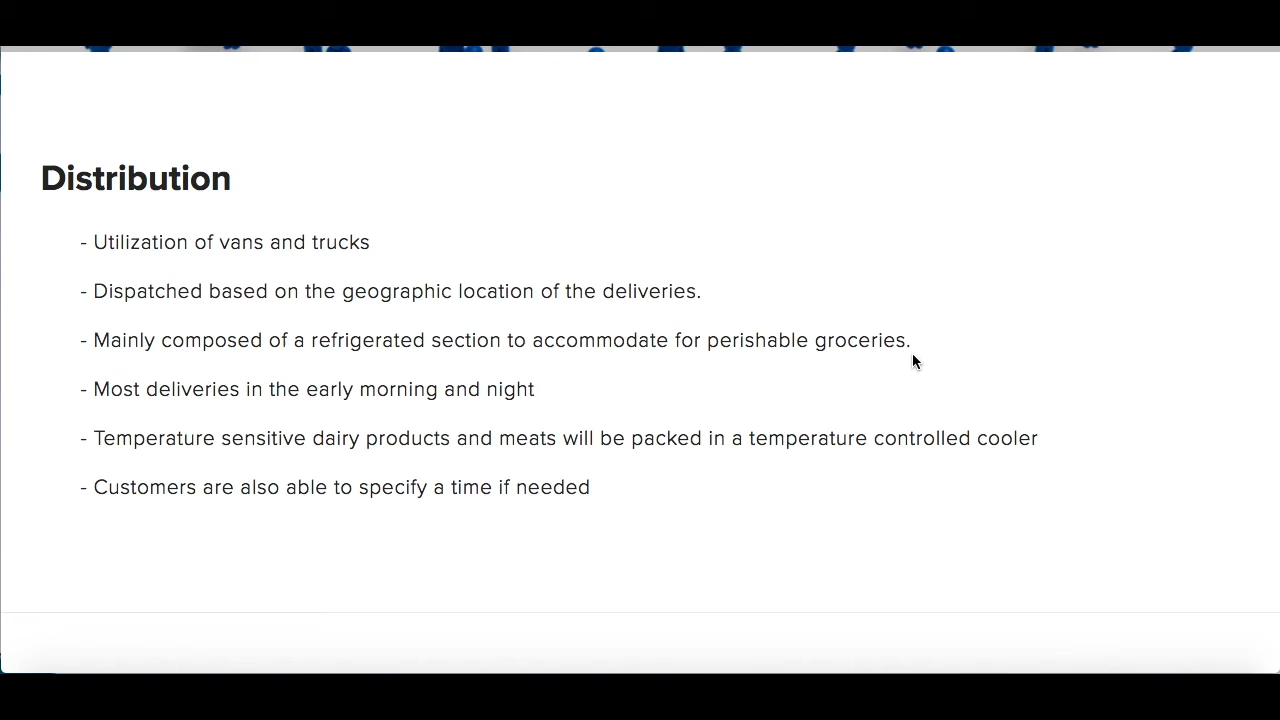 Distribution
- Utilization of vans and trucks
- Dispatched based on the geographic location of the deliveries.
- Mainly composed of a refrigerated section to accommodate for perishable groceries.
- Most deliveries in the early morning and night
- Temperature sensitive dairy products and meats will be packed in a temperature controlled cooler
- Customers are also able to specify a time if needed